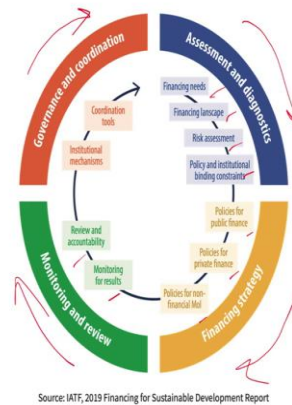 Governance and coordination
Assessment and diagnostics
Financing needs
Financing lanscape
Risk assessment
Policy and institutional
binding constraints
Coordination
tools
Institutional
mechanisms
Review and
accountability
Monitoring
for results
Policies for
public finance
Policies for
private finance
Policies for non-
financial MoI
Monitoring and review
Financing strategy
Source: IATF, 2019 Financing for Sustainable Development Report